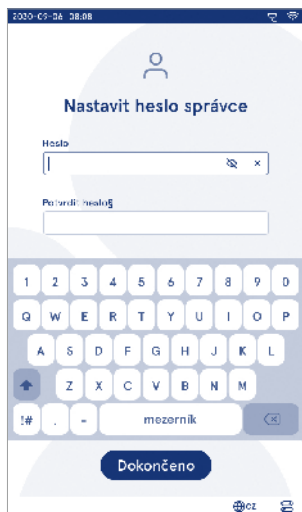 2030-09-06 08:08
Nastavit heslo správce
Heslo
Potvrdit heslo§
1 2 3 4 5 6 7 8 9 0
Q W E R T Y U I O P
A S D F G H J K L
Z X C V B N M
!# . - mezerník
Dokončeno
CZ